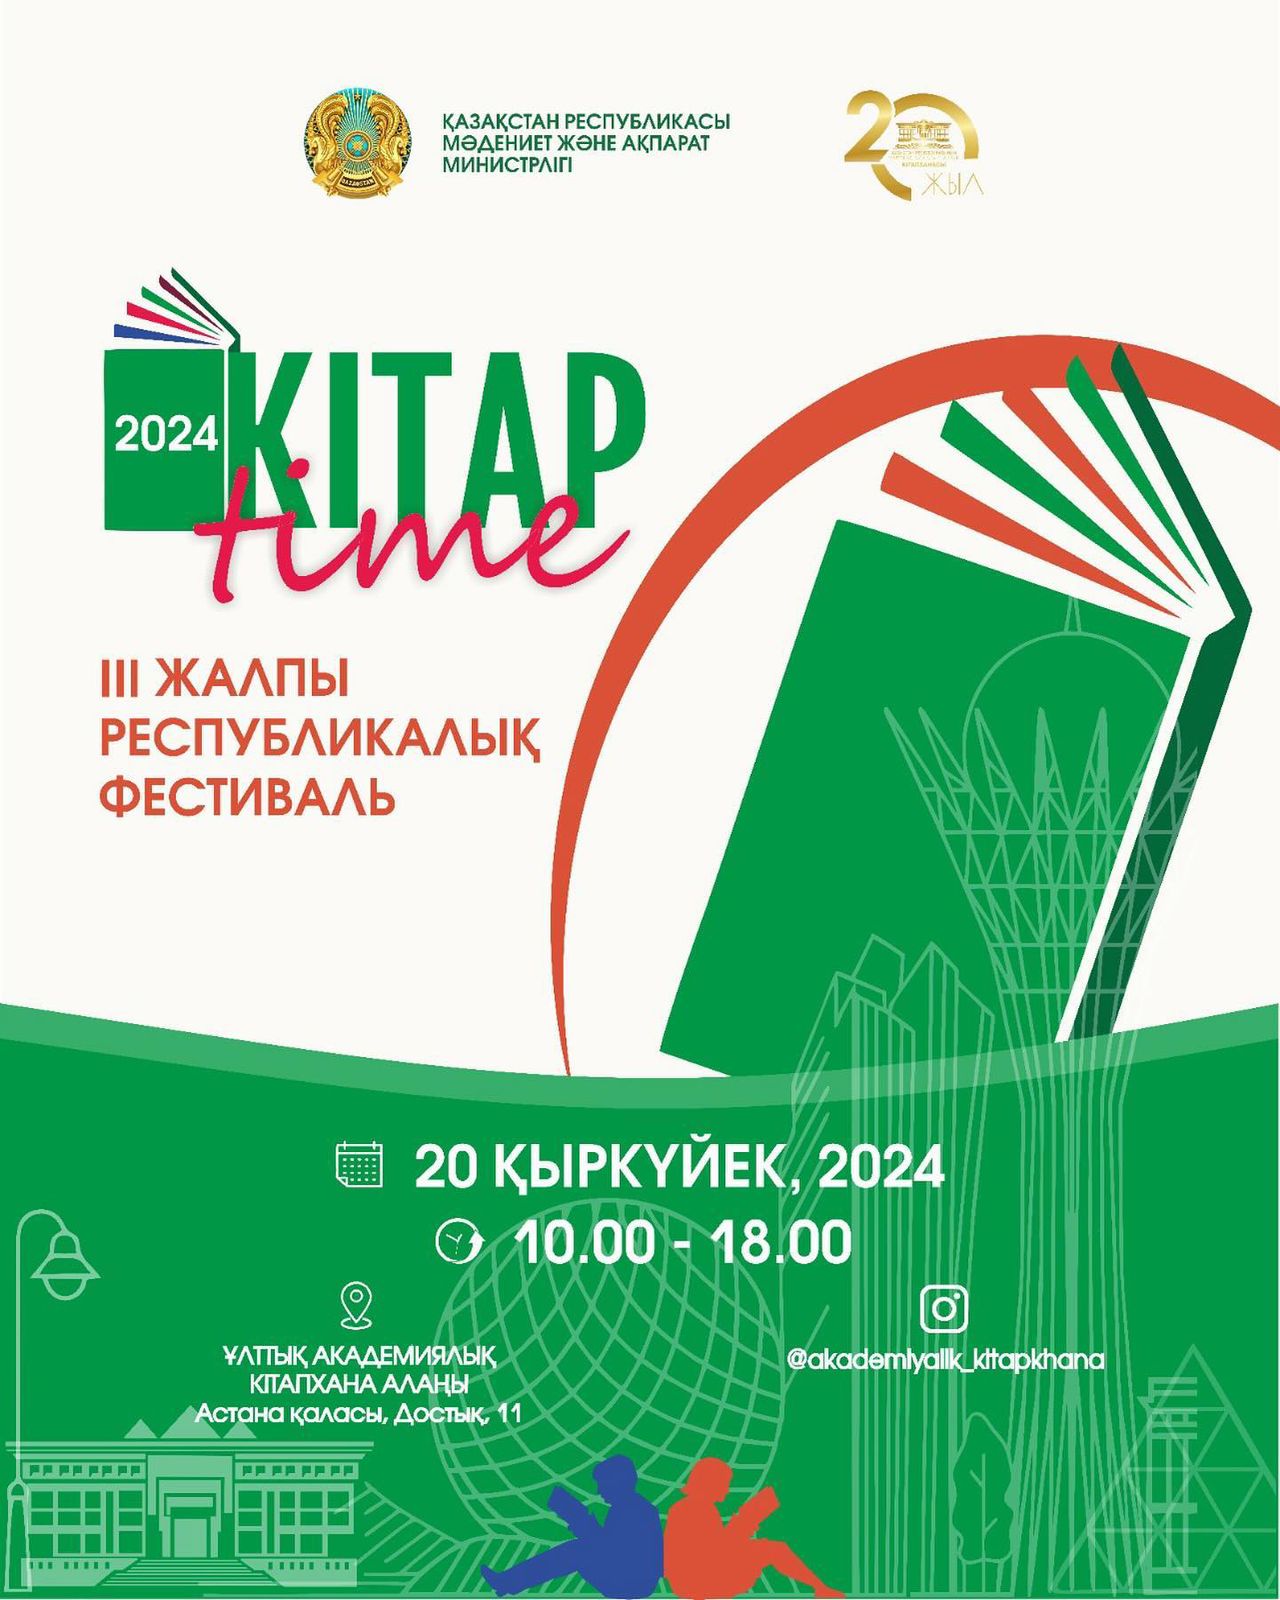 ҚАЗАҚСТАН РЕСПУБЛИКАСЫ
МӘДЕНИЕТ ЖӘНЕ АҚПАРАТ
МИНИСТРЛІГІ
20
ЖЫЛ
2024
КІТАР
time
III ЖАЛПЫ
РЕСПУБЛИКАЛЫҚ
ФЕСТИВАЛЬ
20 ҚЫРКҮЙЕК, 2024
10.00 - 18.00
ҰЛТТЫҚ АКАДЕМИЯЛЫҚ
КІТАПХАНА АЛАҢЫ
Астана қаласы, Достық, 11
@akademiyalik_kitapkhana